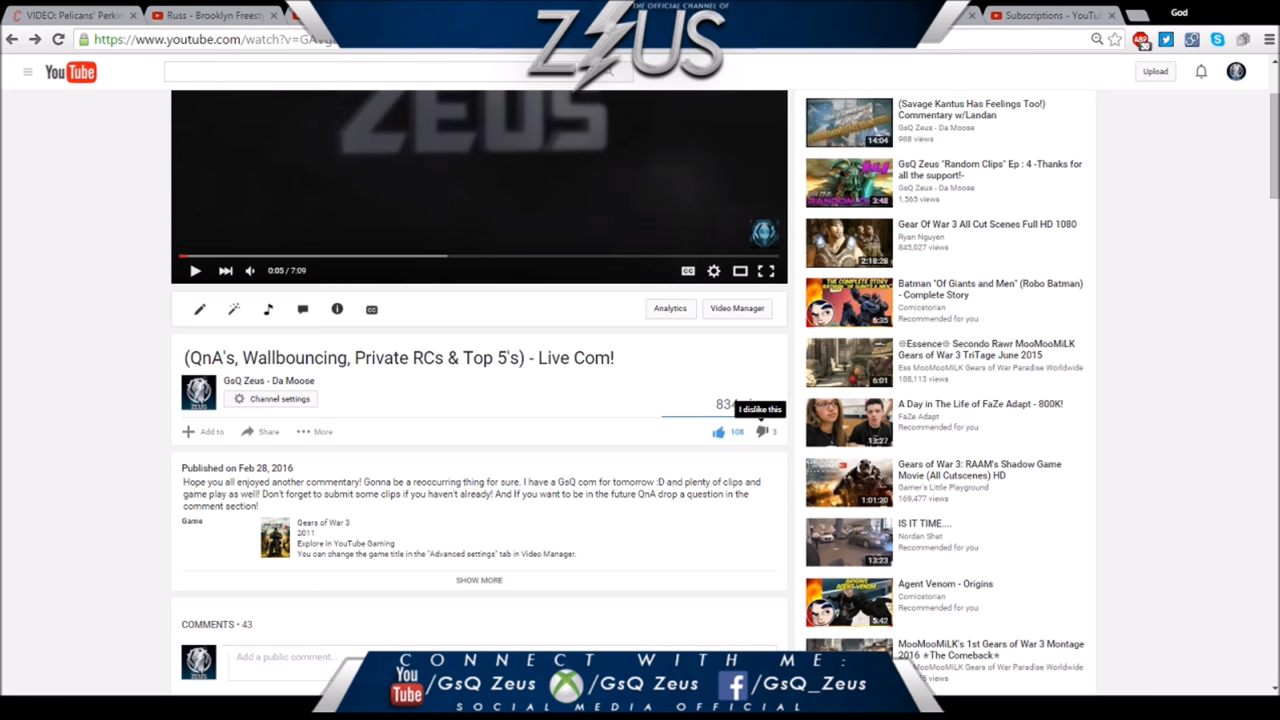 VIDEO: Pelicans' Perkin
Russ - Brooklyn Freesty
THE OFFICIAL CHANNEL OF
ZEUS
Subscriptions - YouTu
God
https://www.youtube.com/watch?v=GAv
ABP
30
YouTube
Upload
ZEUS
0:05 / 7:09
CC
CC
Analytics
Video Manager
(QnA's, Wallbouncing, Private RCs & Top 5's) - Live Com!
GsQ Zeus - Da Moose
Channel settings
834
I dislike this
Add to
Share
More
108
3
Published on Feb 28, 2016
Hope you all enjoyed another commentary! Gonna be a reoccurring thing for sure. I have a GsQ com for tomorrow :D and plenty of clips and
game play as well! Don't forget to submit some clips if you haven't already! And If you want to be in the future QnA drop a question in the
comment section!
Game
Gears of War 3
2011
Explore in YouTube Gaming
You can change the game title in the "Advanced settings" tab in Video Manager.
SHOW MORE
COMMENTS • 43
Add a public comment...
(Savage Kantus Has Feelings Too!)
Commentary w/Landan
GsQ Zeus - Da Moose
988 views
14:04
GsQ Zeus "Random Clips" Ep : 4 -Thanks for
all the support!-
GsQ Zeus - Da Moose
1,565 views
3:48
Gear Of War 3 All Cut Scenes Full HD 1080
Ryan Nguyen
845,027 views
2:18:28
Batman "Of Giants and Men" (Robo Batman)
- Complete Story
Comicstorian
Recommended for you
6:35
Essence Secondo Rawr MooMooMiLK
Gears of War 3 TriTage June 2015
Ess MooMooMiLK Gears of War Paradise Worldwide
188,113 views
6:01
A Day in The Life of FaZe Adapt - 800K!
FaZe Adapt
Recommended for you
13:27
Gears of War 3: RAAM's Shadow Game
Movie (All Cutscenes) HD
Gamer's Little Playground
169,477 views
1:01:20
IS IT TIME....
Nordan Shat
Recommended for you
13:23
Agent Venom - Origins
Comicstorian
Recommended for you
5:42
MooMooMiLK's 1st Gears of War 3 Montage
2016 ★The Comeback★
MooMooMiLK Gears of War Paradise Worldwide
views
CONNECT WITH ME:
YouTube /GsQ Zeus /GsQ Zeus f /GsQ_Zeus
SOCIAL MEDIA OFFICIAL